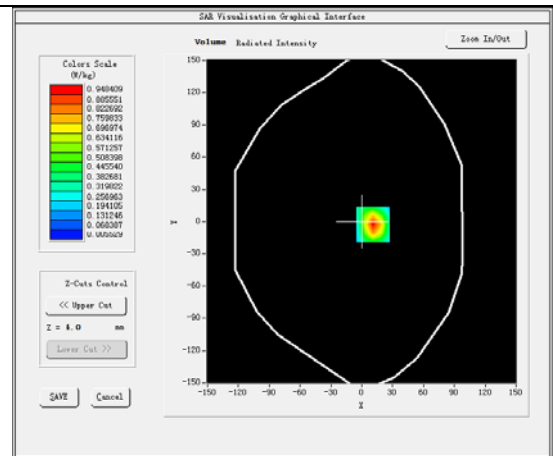 SAR Visualisation Graphical Interface
Volume Radiated Intensity
Zoom In/Out
Colors Scale
(W/kg)
0.948409
0.885551
0.822692
0.759833
0.696974
0.634116
0.571257
0.508398
0.445540
0.382681
0.319822
0.256963
0.194105
0.131246
0.068387
0.005529
150
120
90
60
30
0
-30
-60
-90
-120
-150
Y
-150 -120 -90 -60 -30 0 30 60 90 120 150
X
Z-Cuts Control
<< Upper Cut
Z = 4.0 mm
Lower Cut >>
SAVE Cancel